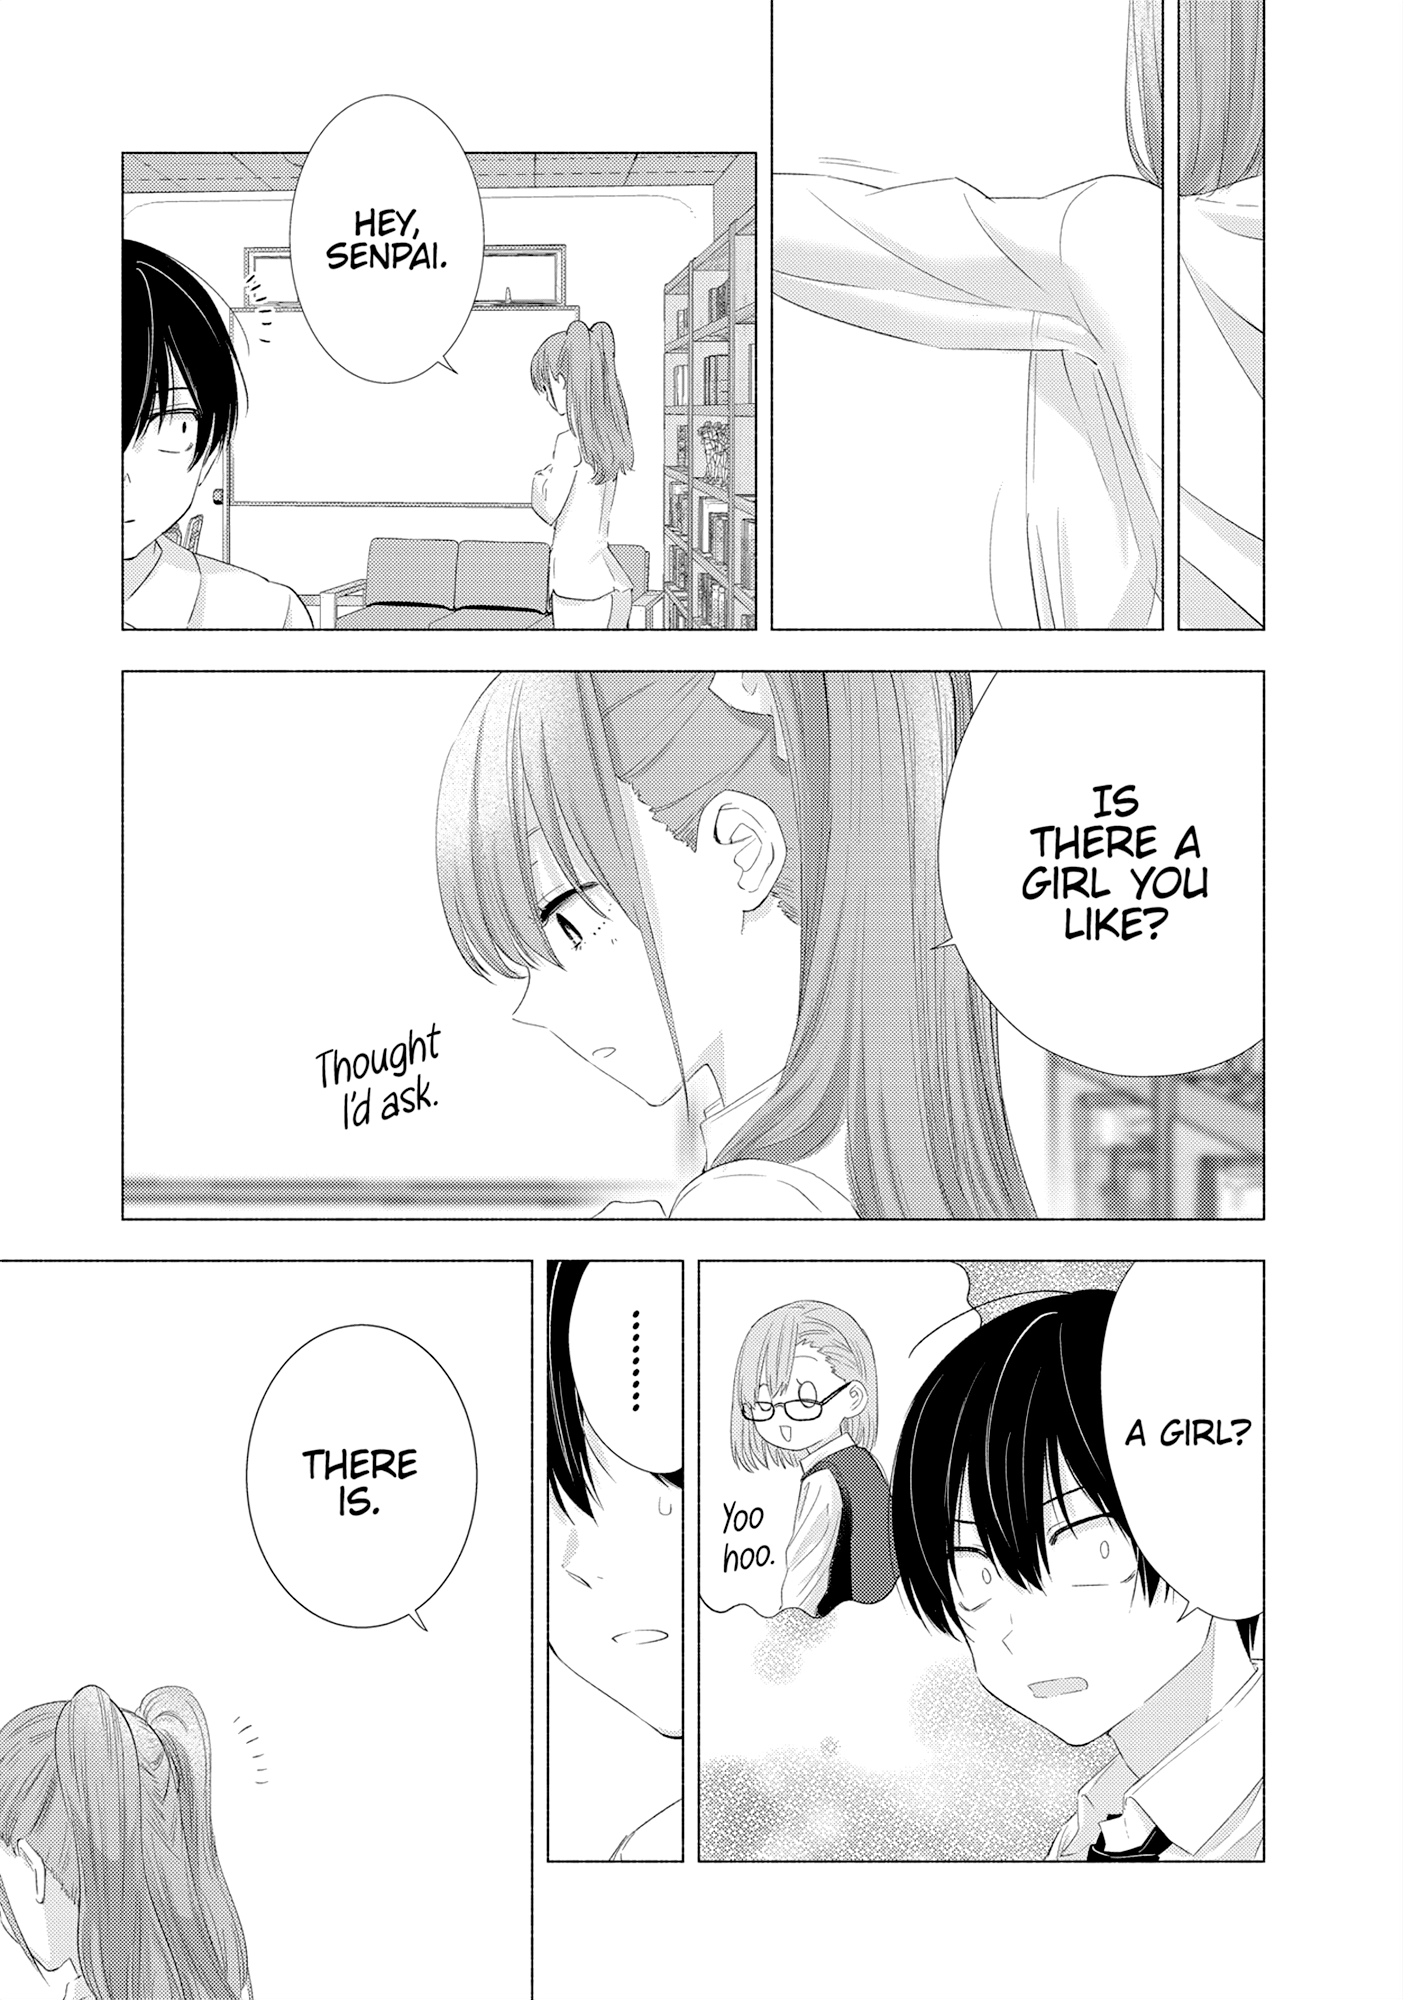 HEY,
SENPAI.
IS
THERE A
GIRL YOU
LIKE?
Thought
I'd ask.
A GIRL?
Yoo
hoo.
.........
THERE
IS.